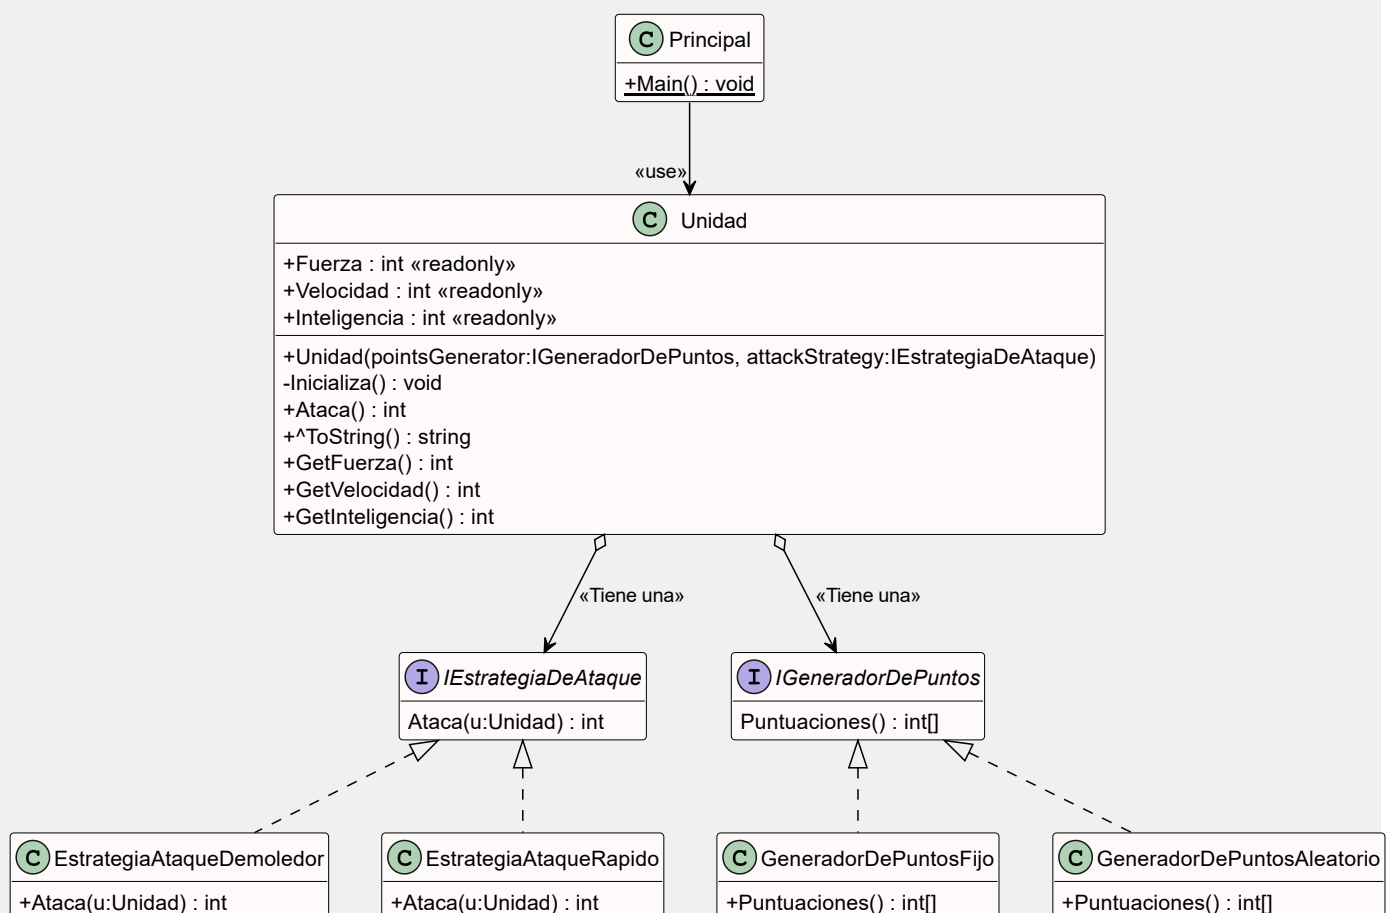 C Principal
+Main() : void
«use»
C Unidad
+Fuerza : int «readonly»
+Velocidad : int «readonly»
+Inteligencia : int «readonly»
+Unidad(pointsGenerator:IGeneradorDePuntos, attackStrategy:IEstrategiaDeAtaque)
-Inicializa() : void
+Ataca() : int
+^ToString() : string
+GetFuerza() : int
+GetVelocidad() : int
+GetInteligencia() : int
«Tiene una»
«Tiene una»
I IEstrategiaDeAtaque
Ataca(u:Unidad) : int
I IGeneradorDePuntos
Puntuaciones() : int[]
C EstrategiaAtaqueDemoledor
+Ataca(u:Unidad) : int
C EstrategiaAtaqueRapido
+Ataca(u:Unidad) : int
C GeneradorDePuntosFijo
+Puntuaciones() : int[]
C GeneradorDePuntosAleatorio
+Puntuaciones() : int[]